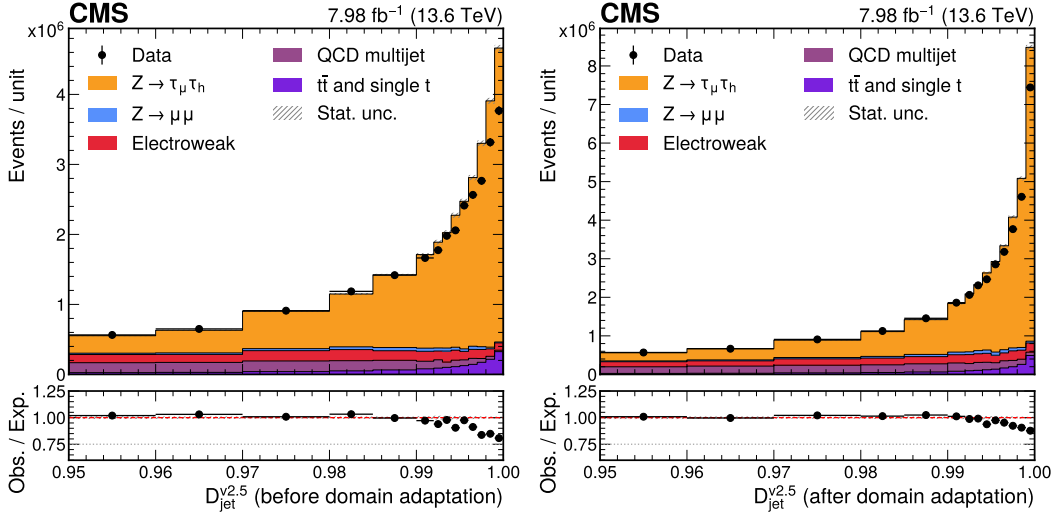 CMS
7.98 fb⁻¹ (13.6 TeV)
x10⁶
Events / unit
Data
Z → τ_μτ_h
Z → μμ
Electroweak
QCD multijet
tt̄ and single t
Stat. unc.
4
3
2
1
0
Obs. / Exp.
1.25
1.00
0.75
0.95 0.96 0.97 0.98 0.99 1.00
D_jet^v2.5 (before domain adaptation)
CMS
7.98 fb⁻¹ (13.6 TeV)
x10⁶
Events / unit
Data
Z → τ_μτ_h
Z → μμ
Electroweak
QCD multijet
tt̄ and single t
Stat. unc.
8
7
6
5
4
3
2
1
0
Obs. / Exp.
1.25
1.00
0.75
0.95 0.96 0.97 0.98 0.99 1.00
D_jet^v2.5 (after domain adaptation)